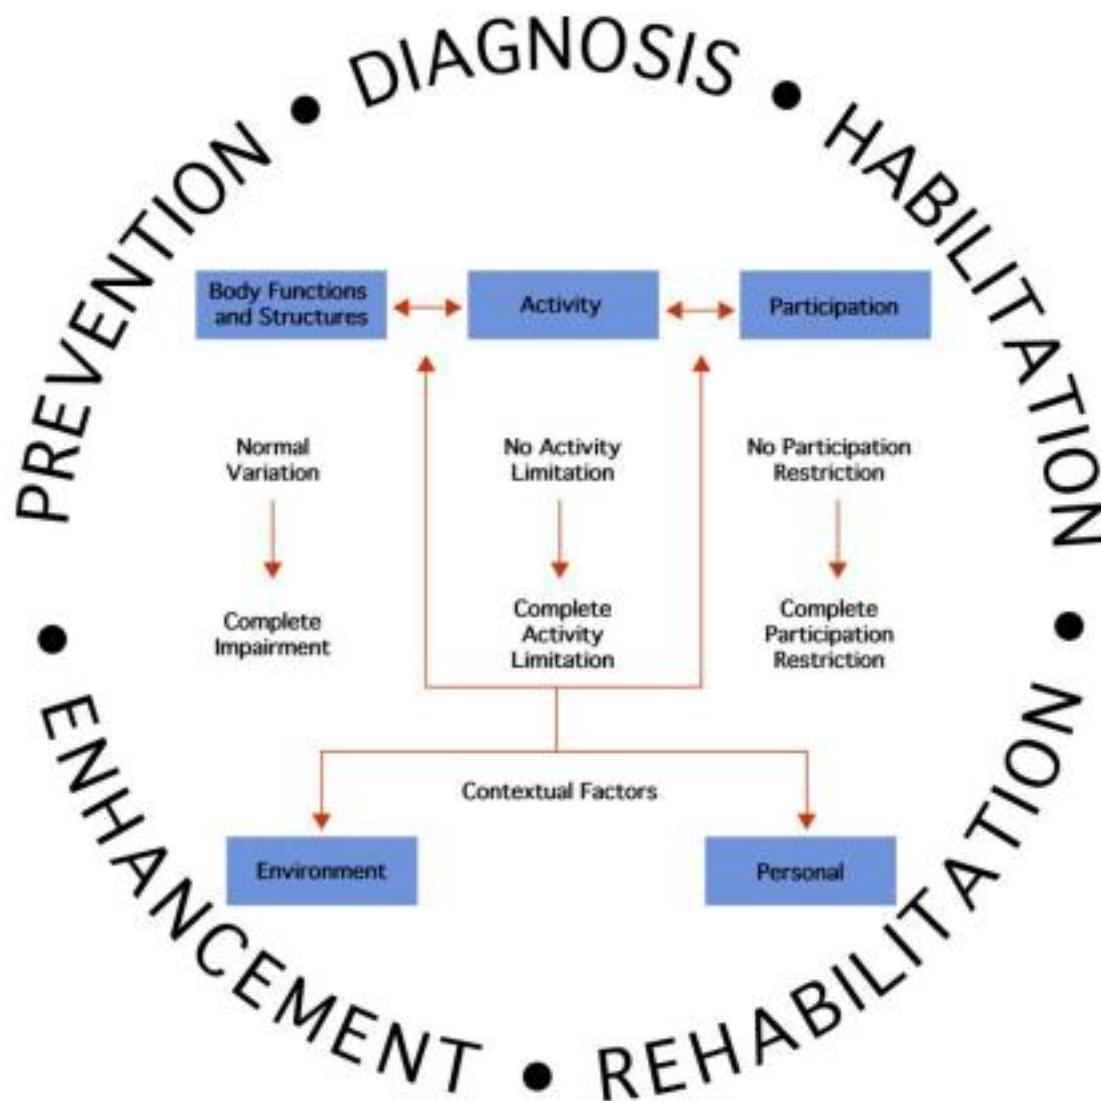 PREVENTION • DIAGNOSIS • HABILITATION • REHABILITATION • ENHANCEMENT •
Body Functions
and Structures
Activity
Participation
Normal
Variation
No Activity
Limitation
No Participation
Restriction
Complete
Impairment
Complete
Activity
Limitation
Complete
Participation
Restriction
Contextual Factors
Environment
Personal